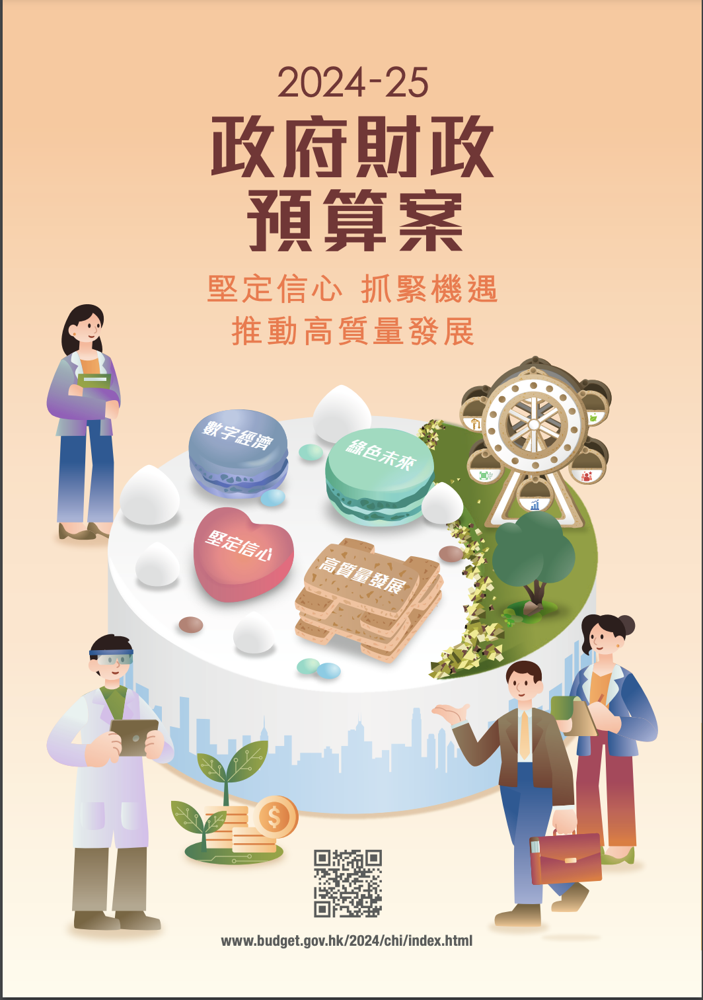 2024-25
政府財政
預算案
堅定信心 抓緊機遇
推動高質量發展
數字經濟
綠色未來
堅定信心
高質量發展
$
www.budget.gov.hk/2024/chi/index.html